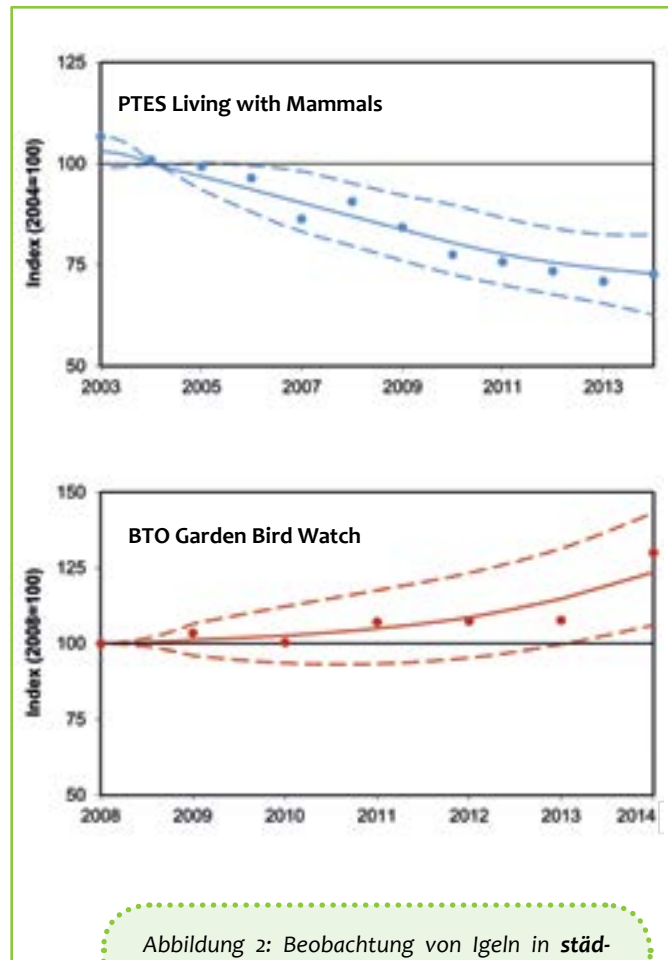 125
PTES Living with Mammals
100
75
50
Index (2004=100)
2003 2005 2007 2009 2011 2013
150
BTO Garden Bird Watch
125
100
75
50
Index (2008=100)
2008 2009 2010 2011 2012 2013 2014
Abbildung 2: Beobachtung von Igeln in städ-